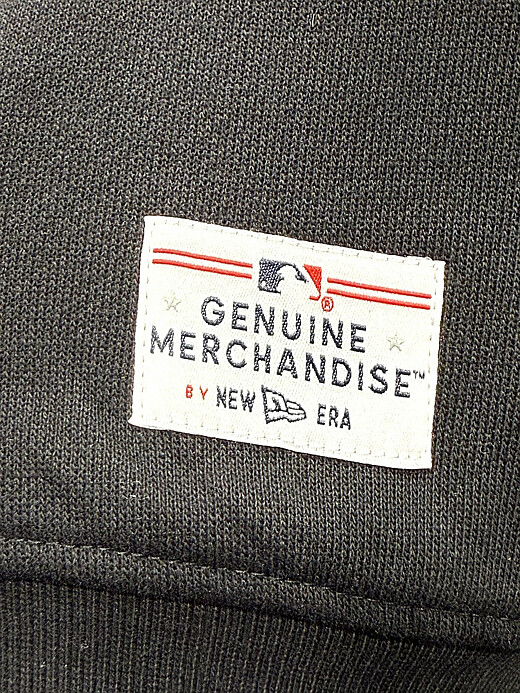 ®
GENUINE
MERCHANDISE™
BY NEW ERA